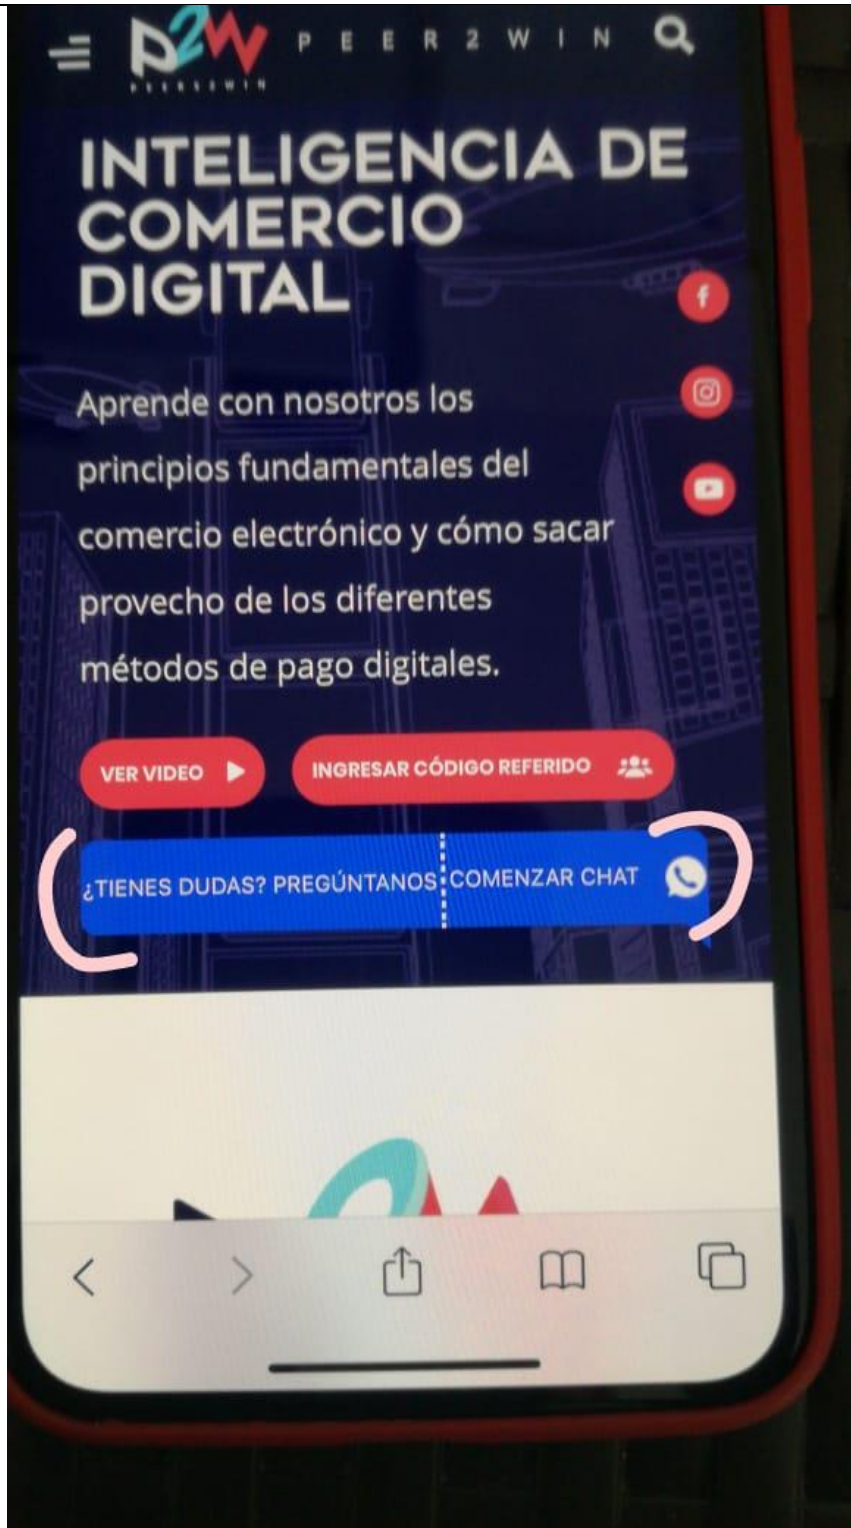 P2W PEER2WIN
PEER2WIN
INTELIGENCIA DE
COMERCIO
DIGITAL
Aprende con nosotros los
principios fundamentales del
comercio electrónico y cómo sacar
provecho de los diferentes
métodos de pago digitales.
VER VIDEO INGRESAR CÓDIGO REFERIDO
¿TIENES DUDAS? PREGÚNTANOS COMENZAR CHAT